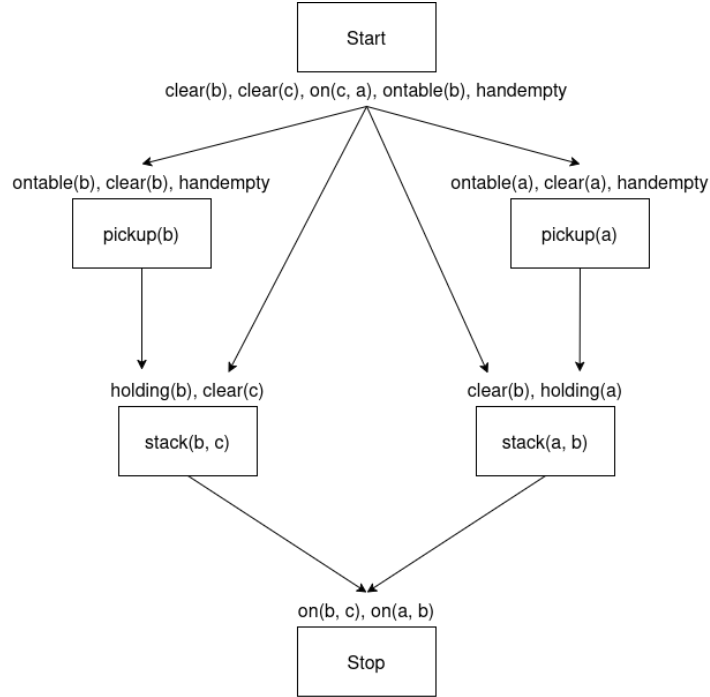 Start
clear(b), clear(c), on(c, a), ontable(b), handempty
ontable(b), clear(b), handempty
ontable(a), clear(a), handempty
pickup(b)
pickup(a)
holding(b), clear(c)
clear(b), holding(a)
stack(b, c)
stack(a, b)
on(b, c), on(a, b)
Stop